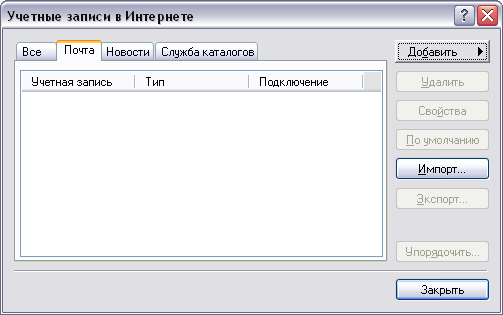 Учетные записи в Интернете
Все Почта Новости Служба каталогов
Учетная запись Тип Подключение
Добавить
Удалить
Свойства
По умолчанию
Импорт...
Экспорт...
Упорядочить...
Закрыть